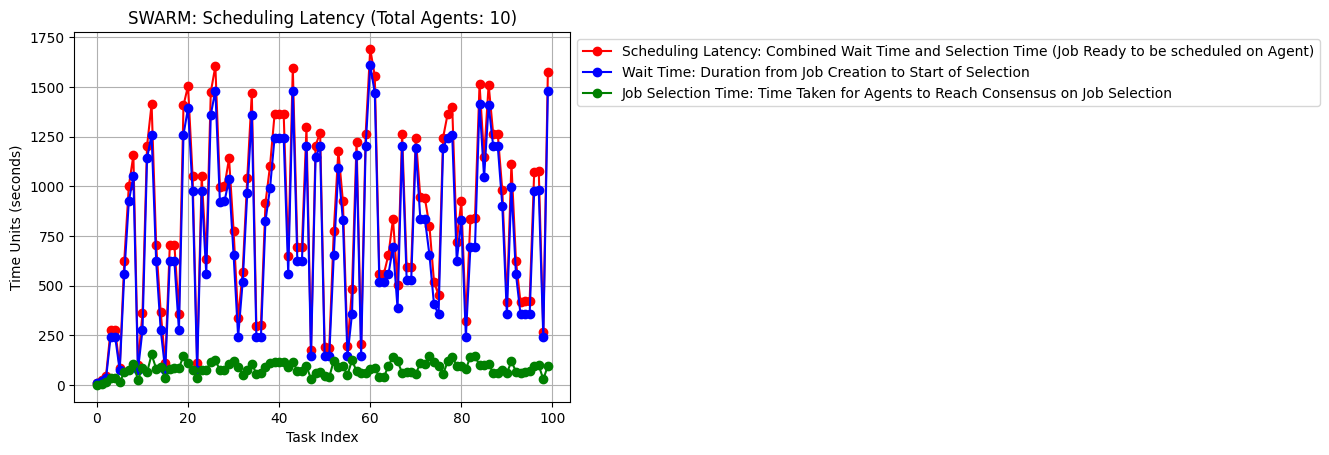 SWARM: Scheduling Latency (Total Agents: 10)
Scheduling Latency: Combined Wait Time and Selection Time (Job Ready to be scheduled on Agent)
Wait Time: Duration from Job Creation to Start of Selection
Job Selection Time: Time Taken for Agents to Reach Consensus on Job Selection
Time Units (seconds)
1750
1500
1250
1000
750
500
250
0
0 20 40 60 80 100
Task Index